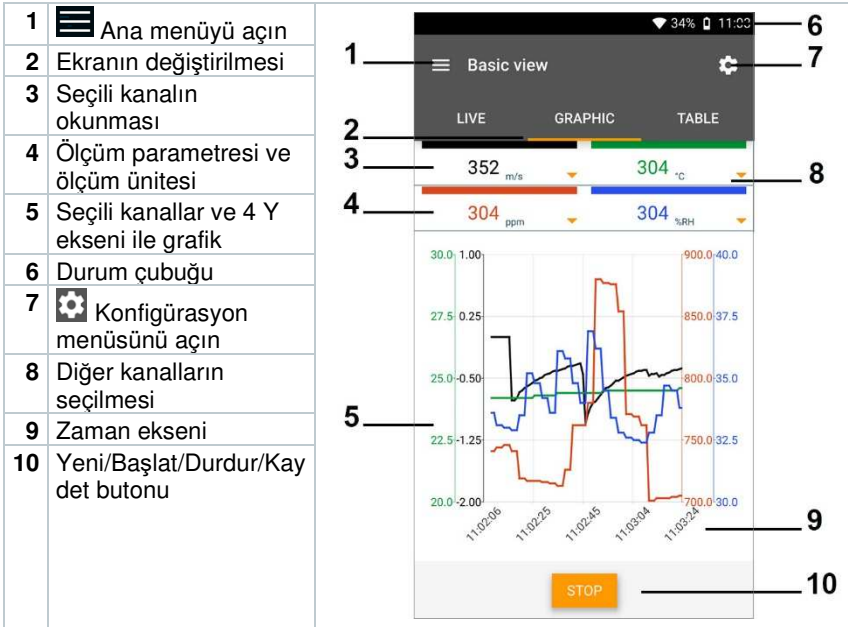 1 Ana menüyü açın
2 Ekranın değiştirilmesi
3 Seçili kanalın
okunması
4 Ölçüm parametresi ve
ölçüm ünitesi
5 Seçili kanallar ve 4 Y
ekseni ile grafik
6 Durum çubuğu
7 Konfigürasyon
menüsünü açın
8 Diğer kanalların
seçilmesi
9 Zaman ekseni
10 Yeni/Başlat/Durdur/Kay
det butonu
34% 11:03 6
1 Basic view 7
LIVE GRAPHIC TABLE
2
3 352 m/s 304 °C 8
4 304 ppm 304 %RH
30.0 1.00 900.0 40.0
27.5 0.25 850.0 37.5
25.0 -0.50 800.0 35.0
5
22.5 -1.25 750.0 32.5
20.0 -2.00 700.0 30.0
11:02:06 11:02:25 11:02:45 11:03:04 11:03:24 9
STOP 10